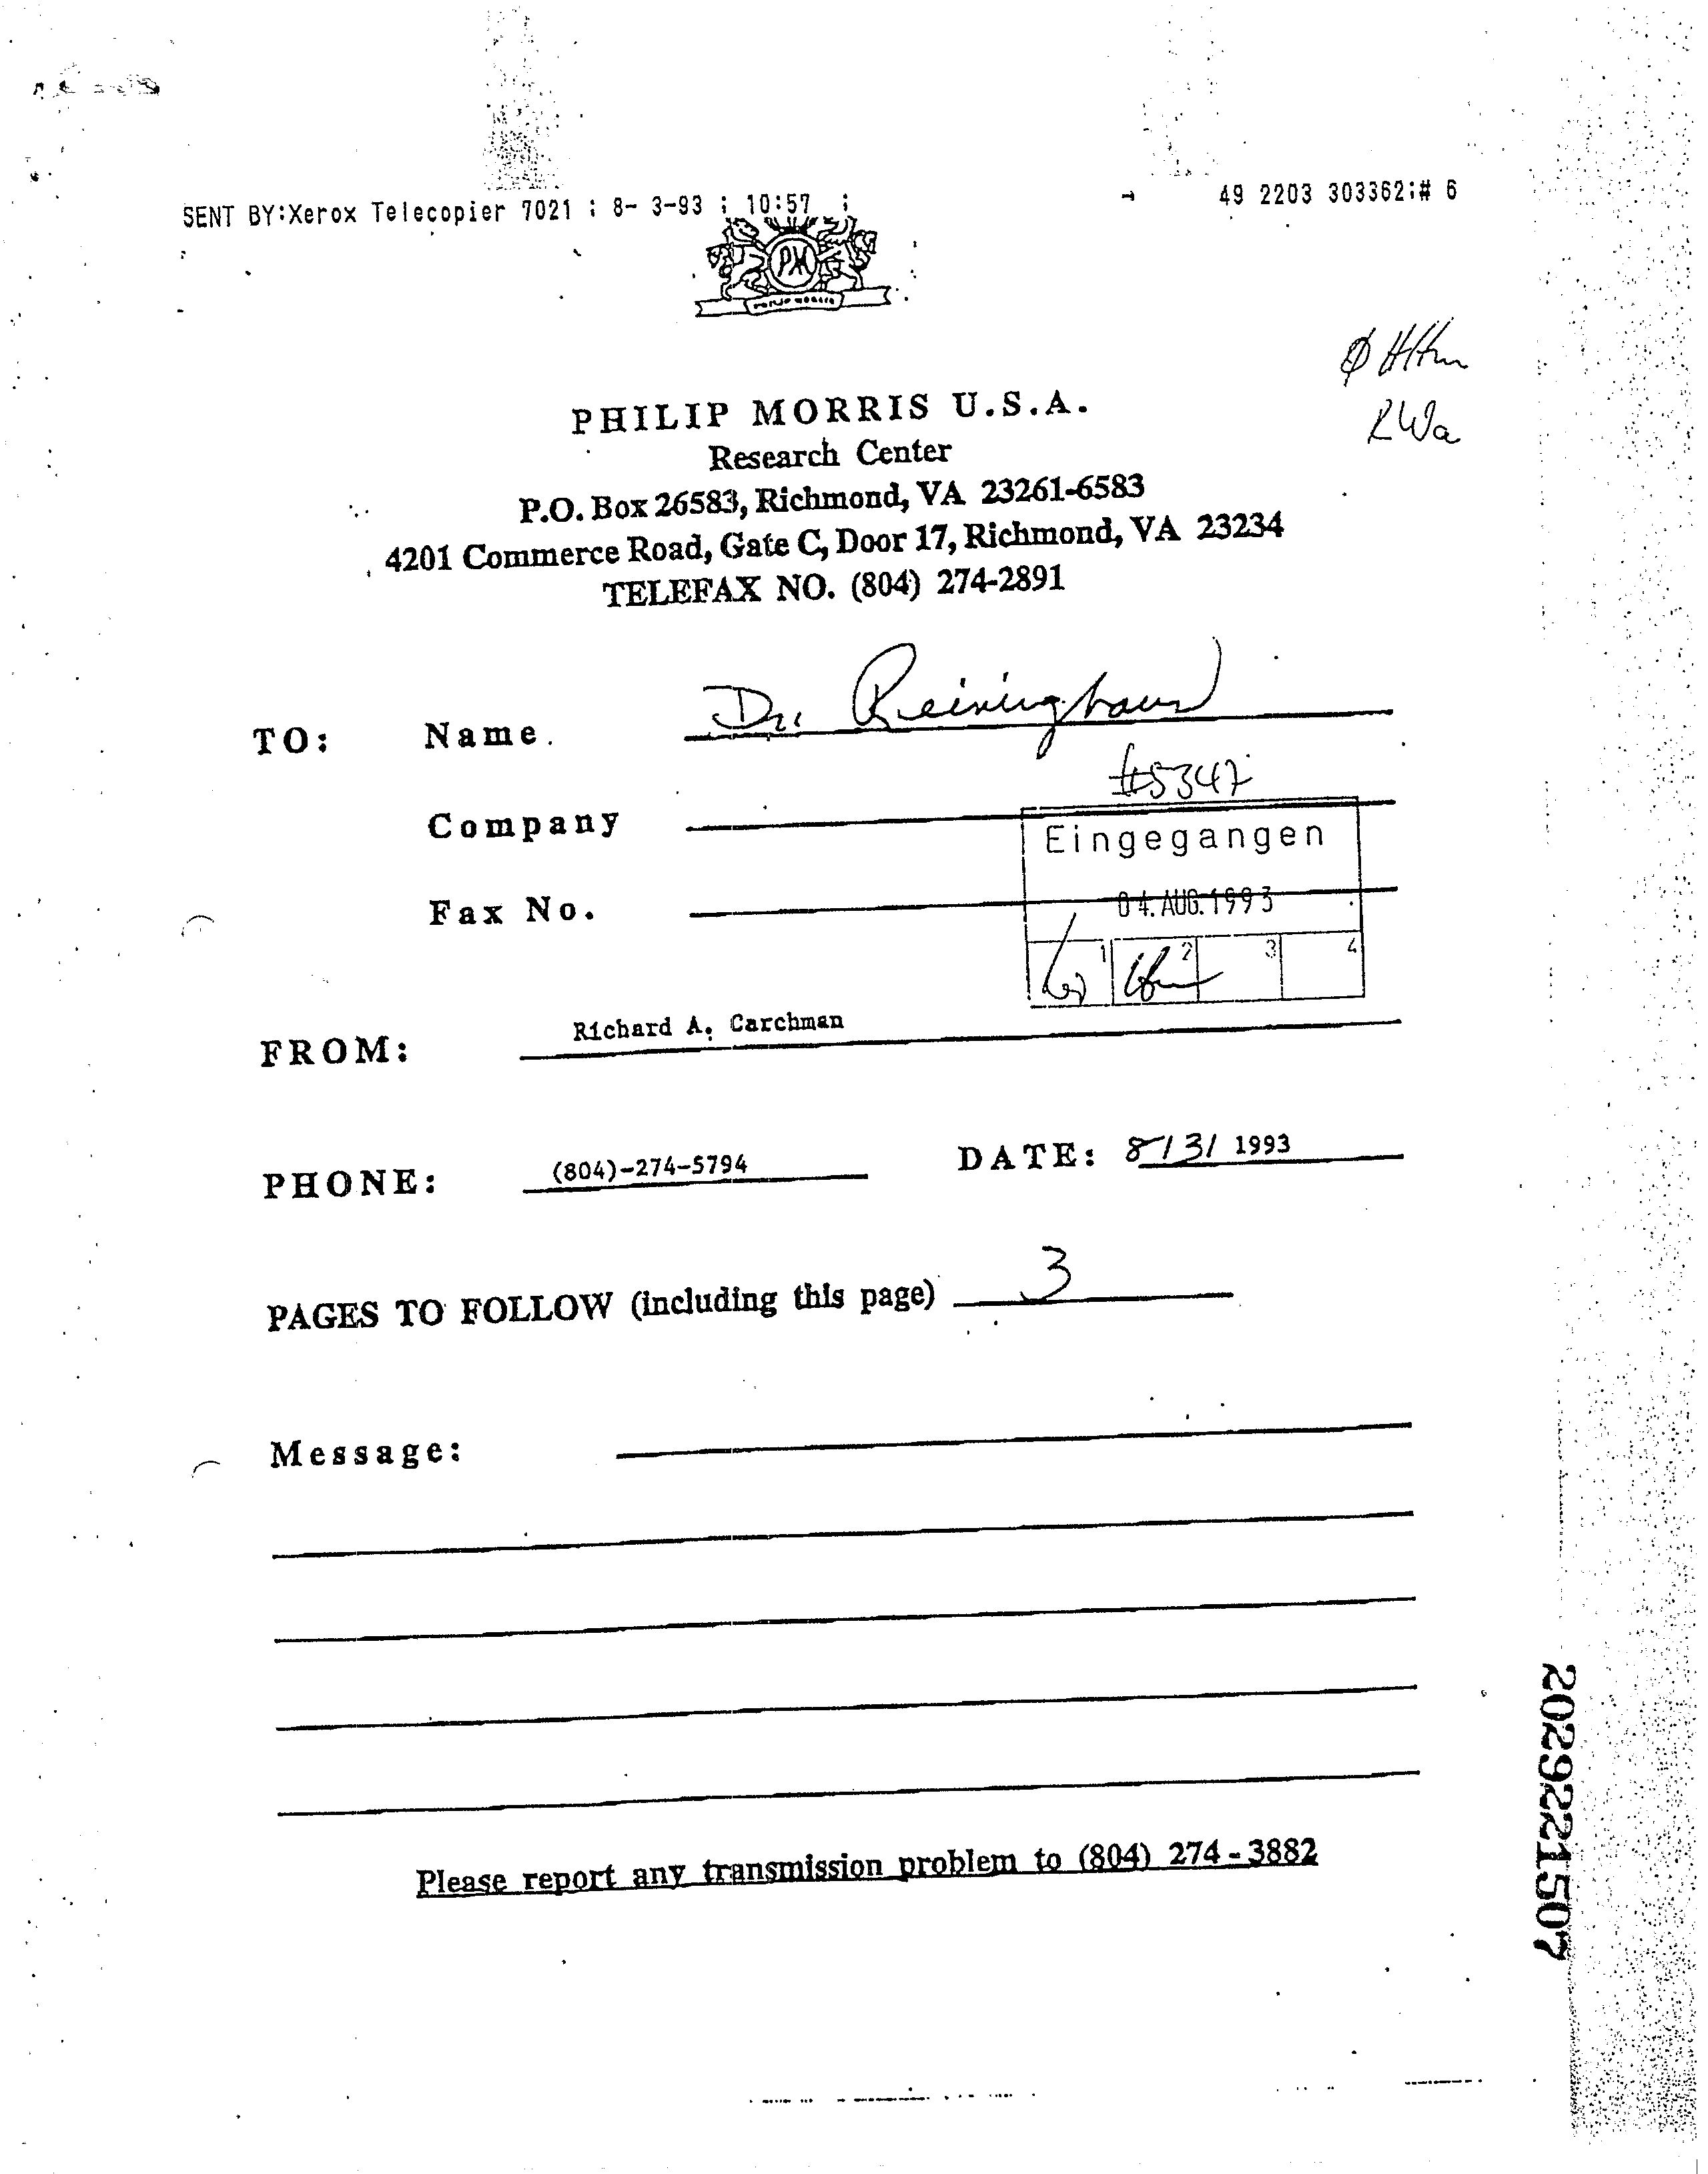 SENT BY:Xerox Telecopier 7021 ; 8- 3-93 ; 10:57 ; → 49 2203 303362;# 6
PM
PHILIP MORRIS
PHILIP MORRIS U.S.A.
Research Center
P.O. Box 26583, Richmond, VA 23261-6583
4201 Commerce Road, Gate C, Door 17, Richmond, VA 23234
TELEFAX NO. (804) 274-2891
RWa
TO: Name. Dr. Reininghaus
#5347
Company
Eingegangen
Fax No.
04. AUG. 1993
1 2 3 4
FROM: Richard A. Carchman
PHONE: (804)-274-5794 DATE: 8/3/ 1993
PAGES TO FOLLOW (including this page) 3
Message:
Please report any transmission problem to (804) 274-3882
2029221507